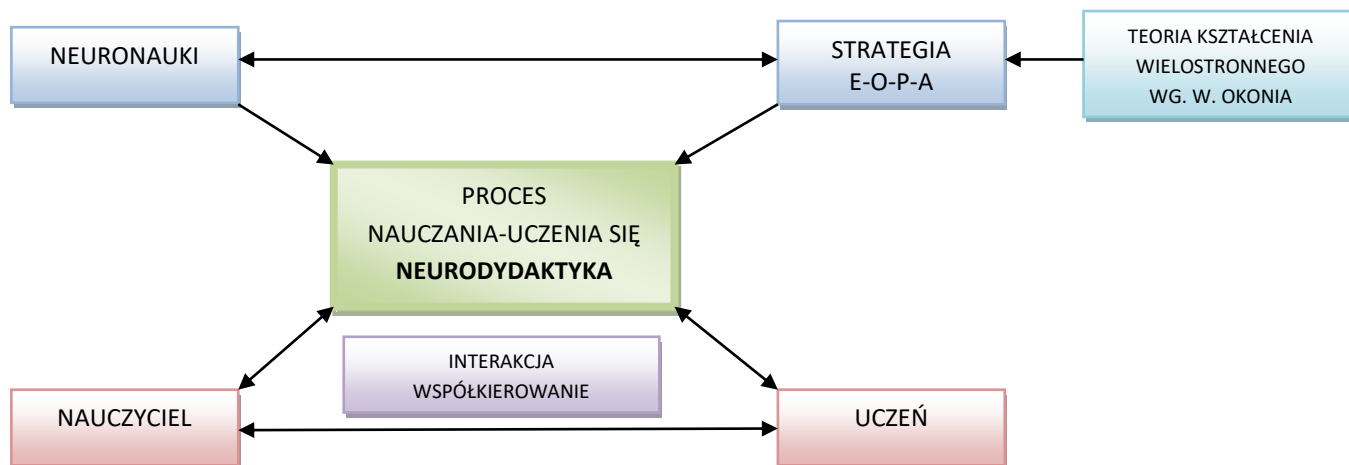 NEURONAUKI
STRATEGIA
E-O-P-A
TEORIA KSZTAŁCENIA
WIELOSTRONNEGO
WG. W. OKONIA
PROCES
NAUCZANIA-UCZENIA SIĘ
NEURODYDAKTYKA
INTERAKCJA
WSPÓŁKIEROWANIE
NAUCZYCIEL
UCZEŃ